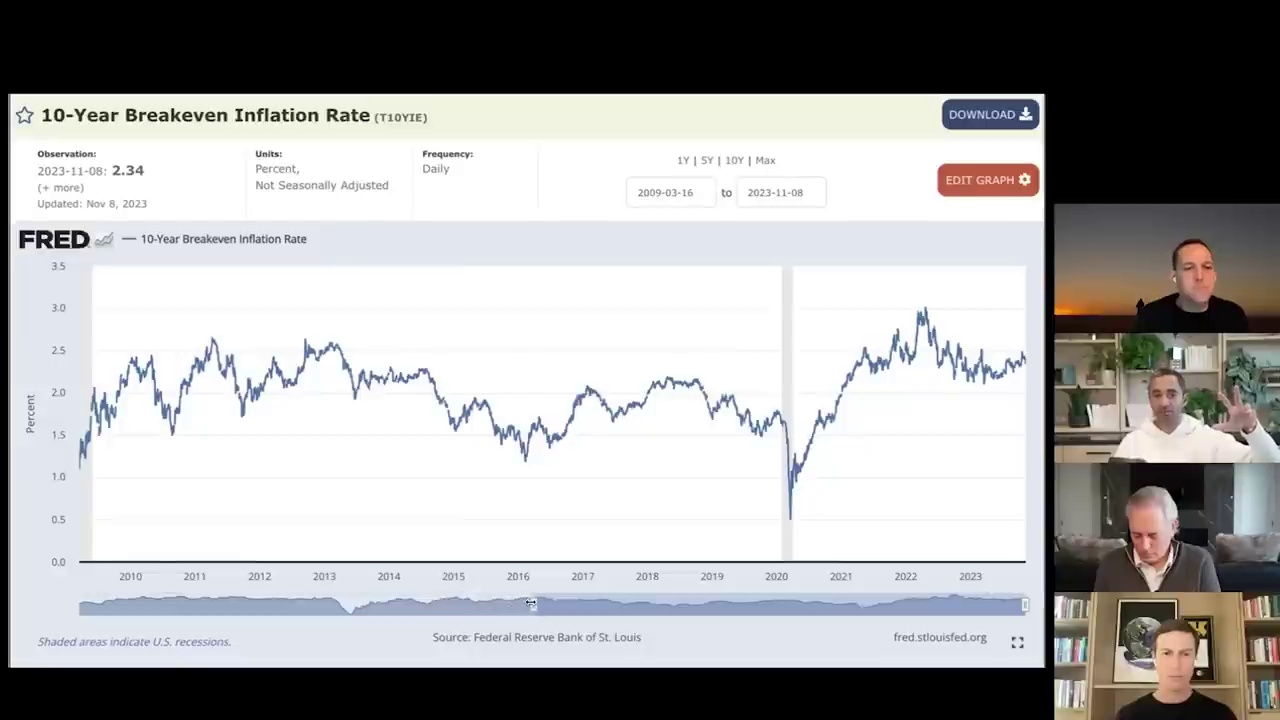 10-Year Breakeven Inflation Rate (T10YIE)
DOWNLOAD
Observation:
2023-11-08: 2.34
(+ more)
Updated: Nov 8, 2023
Units:
Percent,
Not Seasonally Adjusted
Frequency:
Daily
1Y | 5Y | 10Y | Max
2009-03-16 to 2023-11-08
EDIT GRAPH
FRED — 10-Year Breakeven Inflation Rate
3.5
3.0
2.5
2.0
1.5
1.0
0.5
0.0
Percent
2010 2011 2012 2013 2014 2015 2016 2017 2018 2019 2020 2021 2022 2023
Shaded areas indicate U.S. recessions.
Source: Federal Reserve Bank of St. Louis
fred.stlouisfed.org